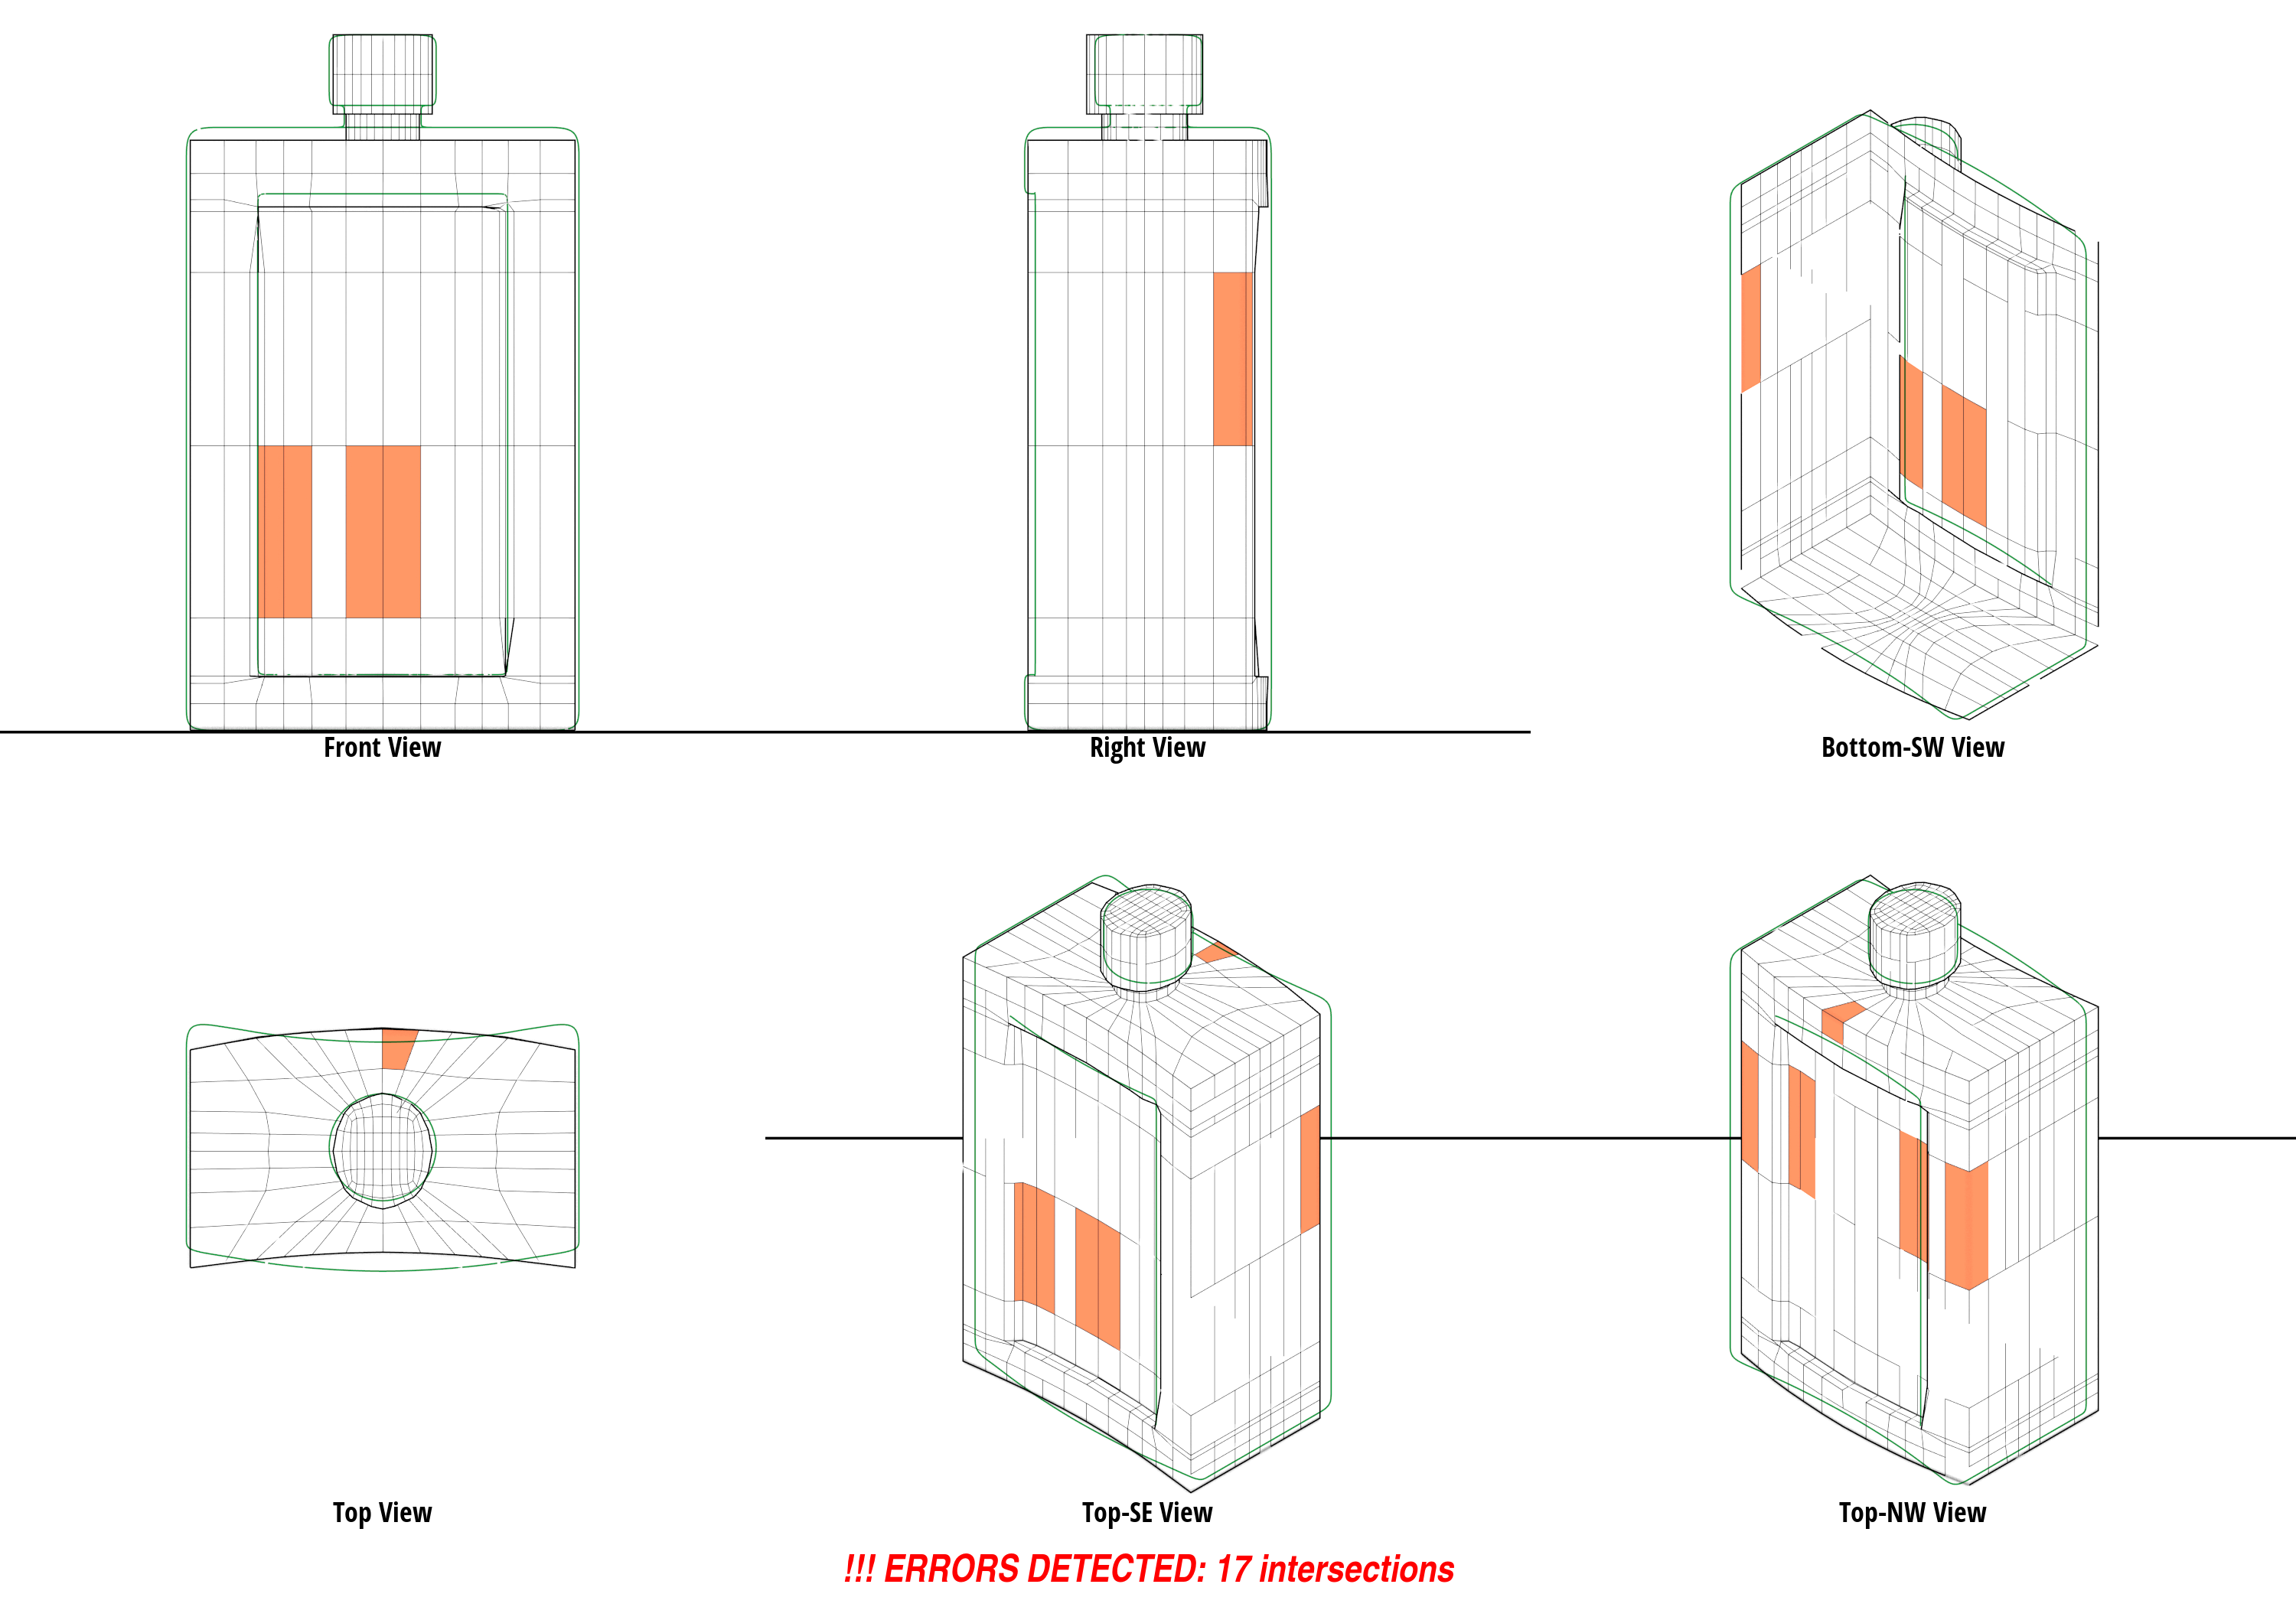 Front View
Right View
Bottom-SW View
Top View
Top-SE View
Top-NW View
!!! ERRORS DETECTED: 17 intersections